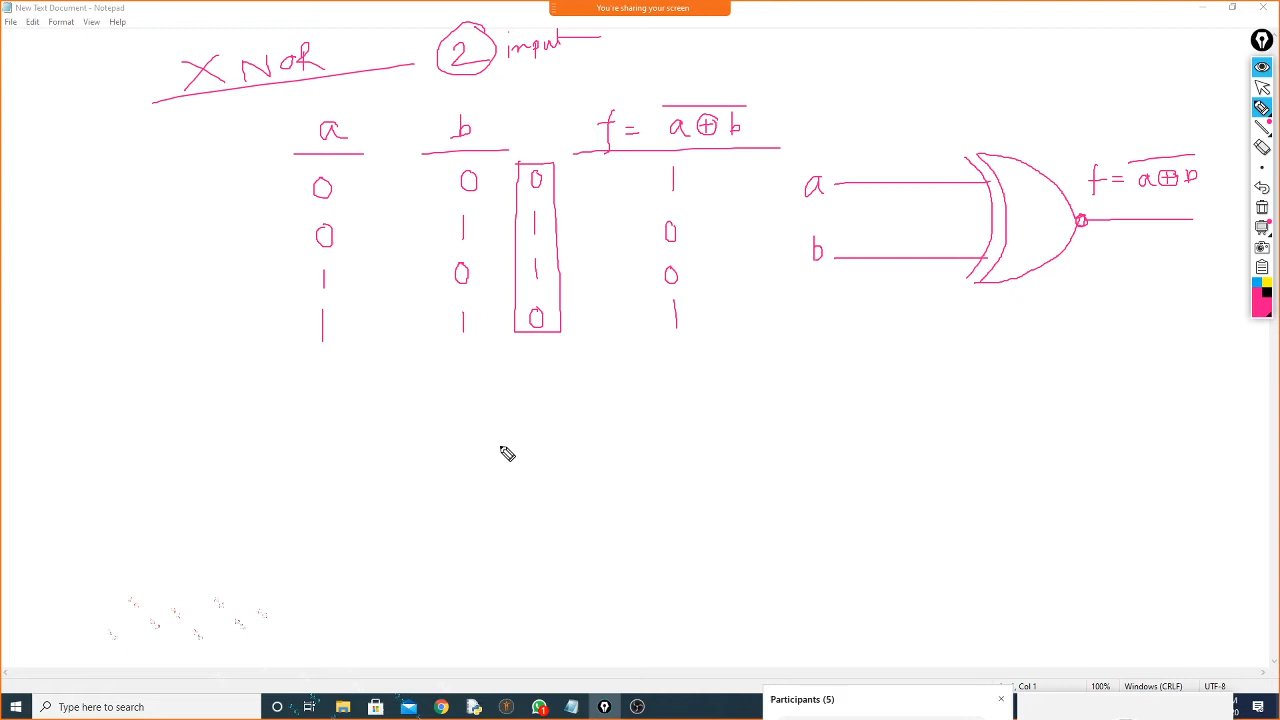 New Text Document - Notepad
You're sharing your screen
File Edit Format View Help
XNOR 2 input
a b f = a⊕b
0 0 0 1
0 1 1 0
1 0 1 0
1 1 0 1
a
b
f = a⊕b
Col 1 100% Windows (CRLF) UTF-8
Type here to search
Participants (5)